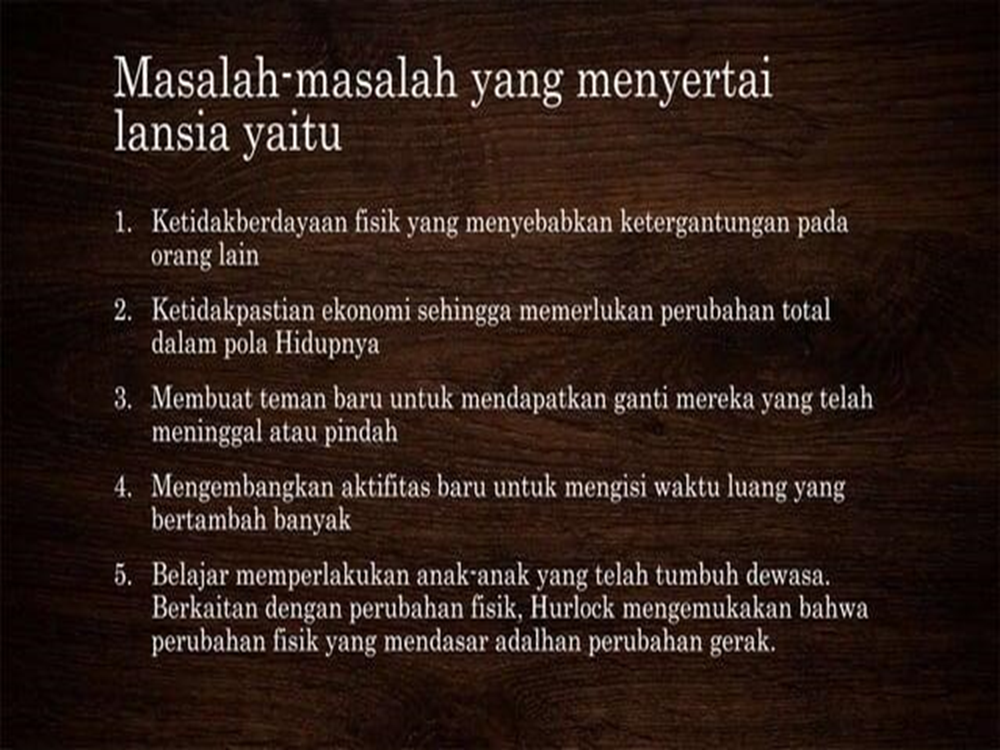 Masalah-masalah yang menyertai
lansia yaitu
1. Ketidakberdayaan fisik yang menyebabkan ketergantungan pada
orang lain
2. Ketidakpastian ekonomi sehingga memerlukan perubahan total
dalam pola Hidupnya
3. Membuat teman baru untuk mendapatkan ganti mereka yang telah
meninggal atau pindah
4. Mengembangkan aktifitas baru untuk mengisi waktu luang yang
bertambah banyak
5. Belajar memperlakukan anak-anak yang telah tumbuh dewasa.
Berkaitan dengan perubahan fisik, Hurlock mengemukakan bahwa
perubahan fisik yang mendasar adalhan perubahan gerak.